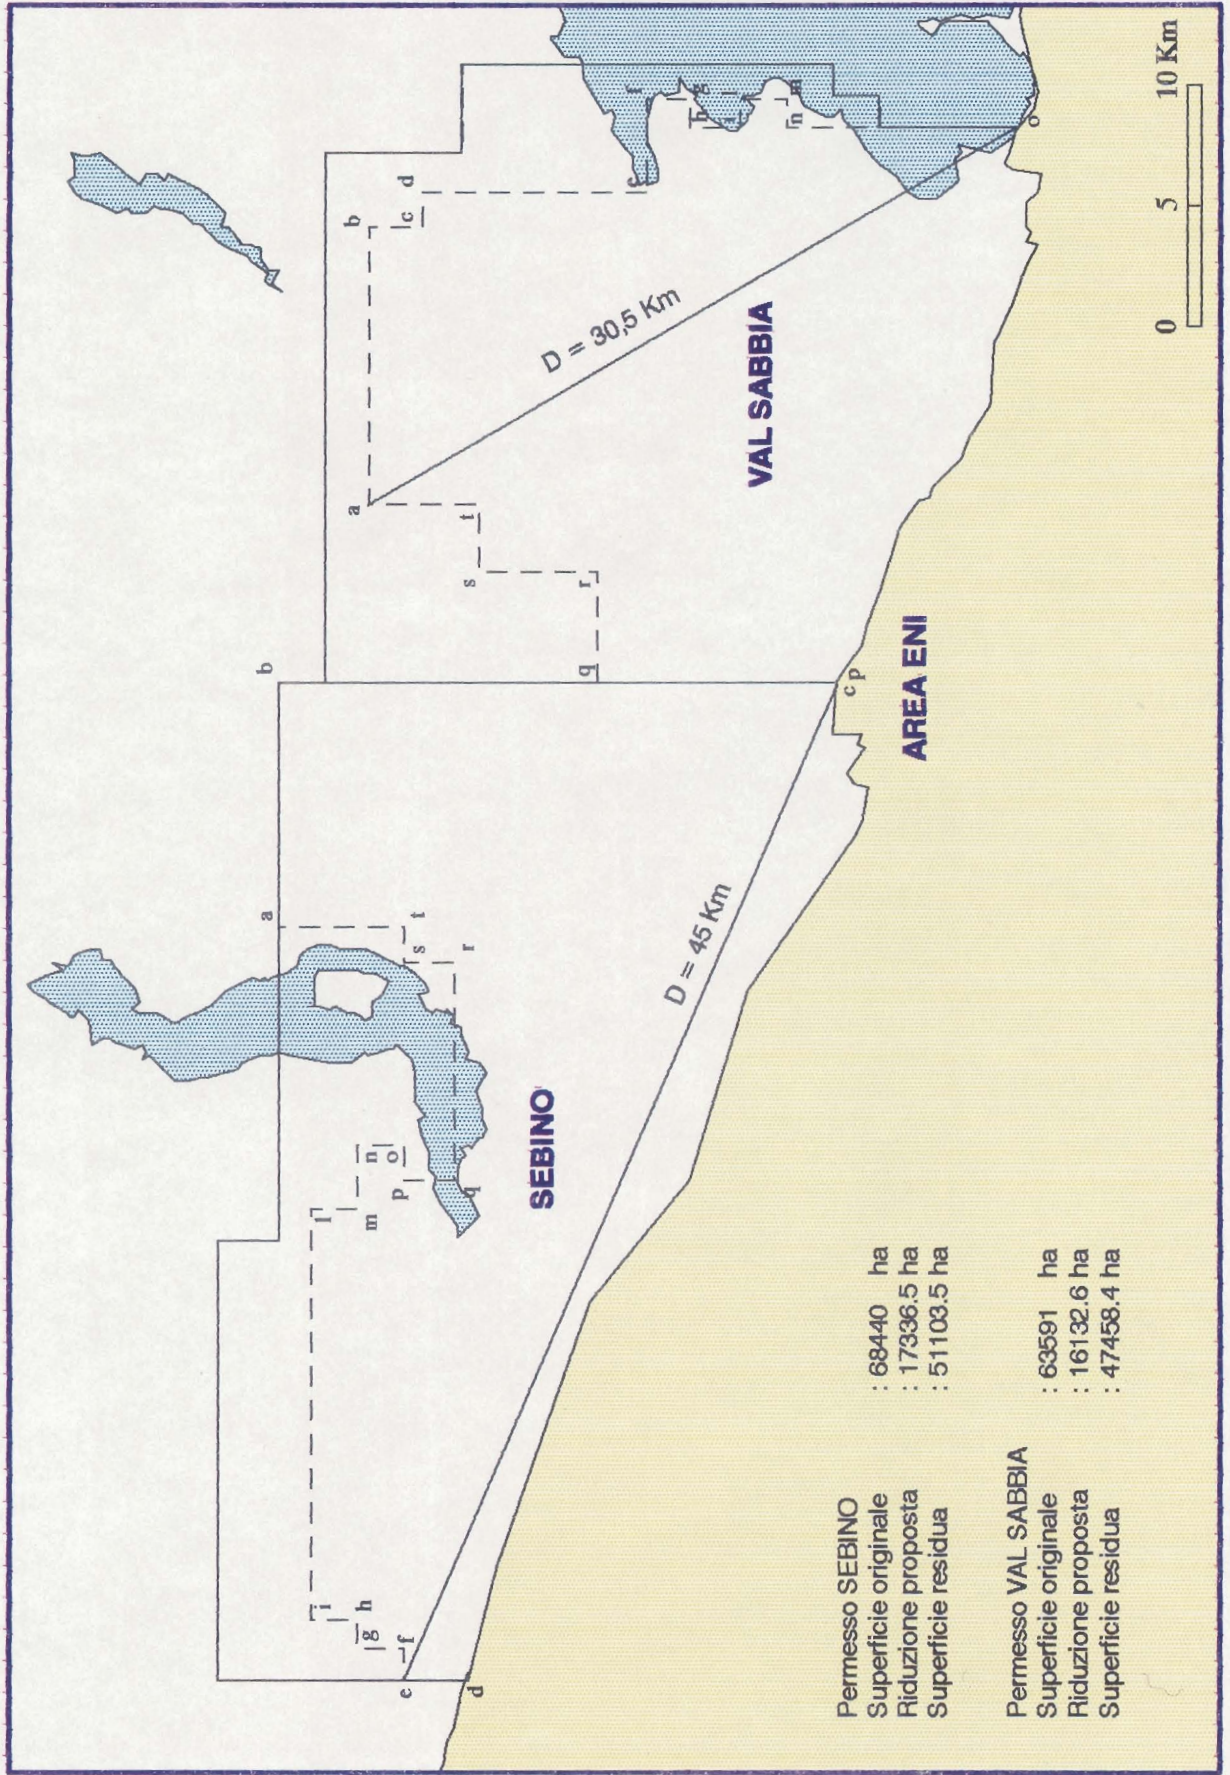 a
b
c
d
e
f
g
h
i
l
m
n
o
p
q
r
s
t
SEBINO
D = 45 Km
a
b
c
d
f
g
h
i
l
m
n
o
p
q
r
s
t
D = 30,5 Km
VAL SABBIA
AREA ENI
Permesso SEBINO
Superficie originale : 68440 ha
Riduzione proposta : 17336.5 ha
Superficie residua : 51103.5 ha
Permesso VAL SABBIA
Superficie originale : 63591 ha
Riduzione proposta : 16132.6 ha
Superficie residua : 47458.4 ha
0 5 10 Km